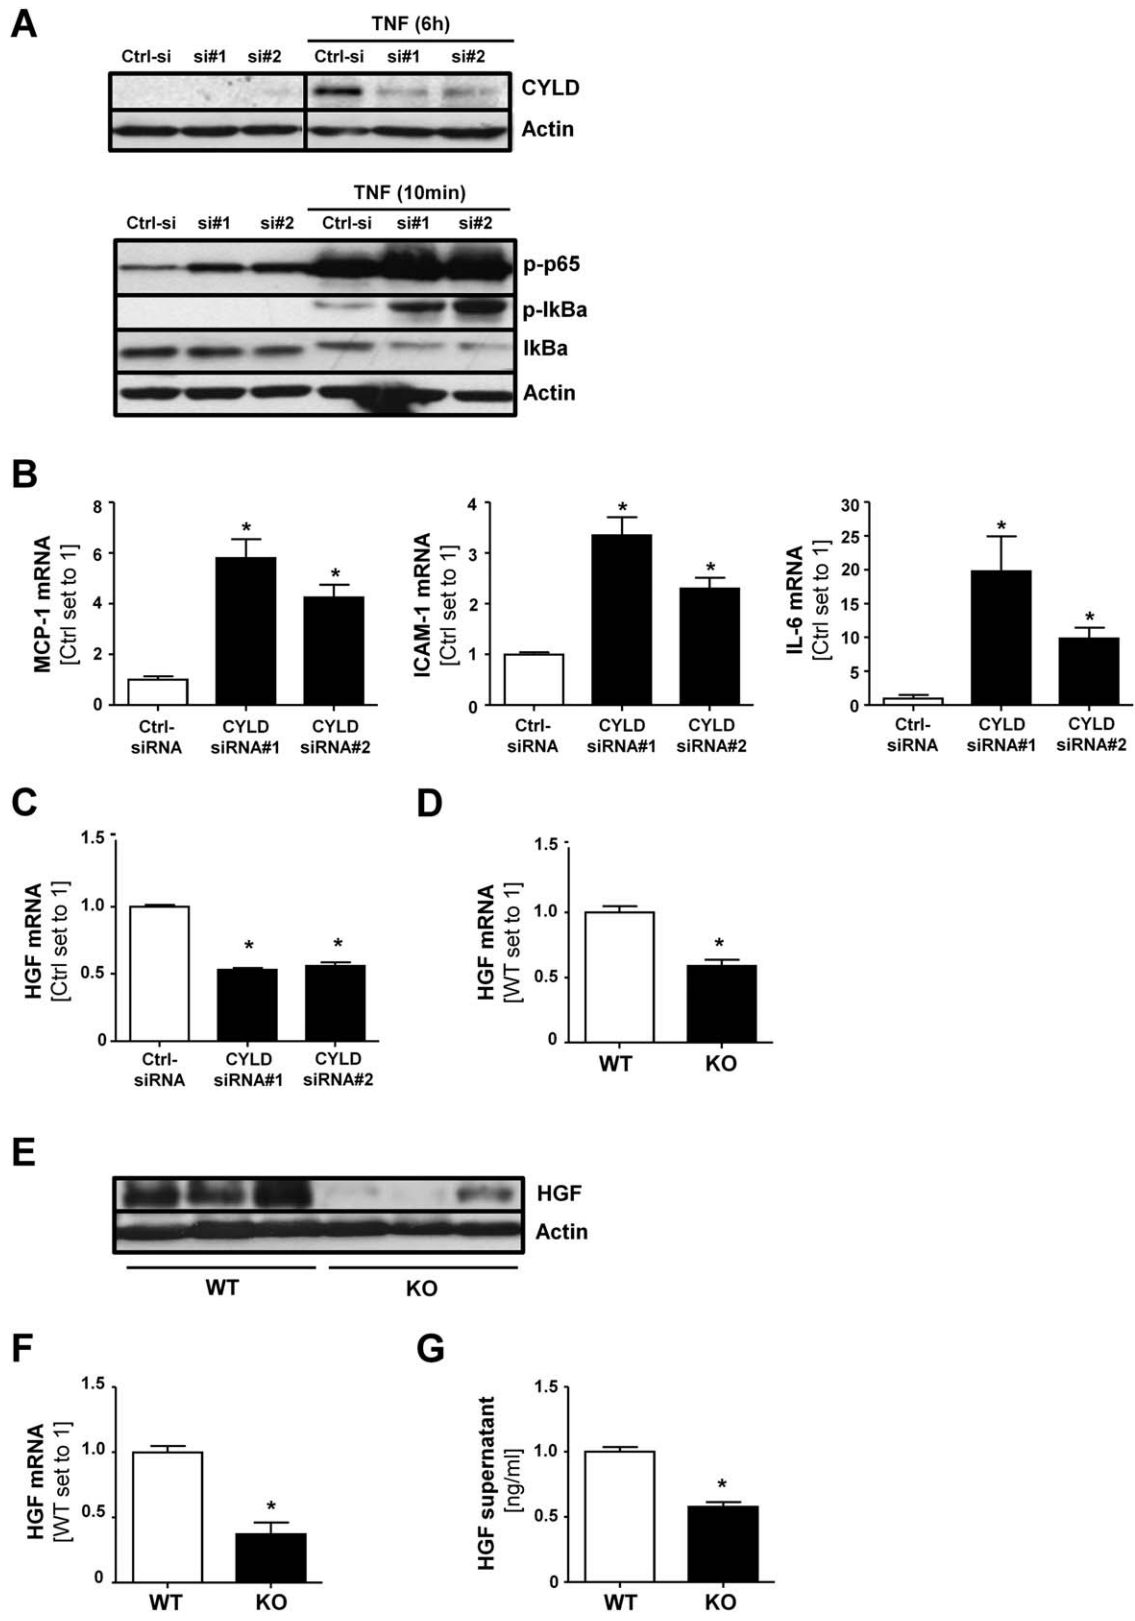 A
TNF (6h)
Ctrl-si si#1 si#2 Ctrl-si si#1 si#2
CYLD
Actin
TNF (10min)
Ctrl-si si#1 si#2 Ctrl-si si#1 si#2
p-p65
p-IkBa
IkBa
Actin
B
MCP-1 mRNA
[Ctrl set to 1]
8
6
4
2
0
*
*
Ctrl-
siRNA
CYLD
siRNA#1
CYLD
siRNA#2
ICAM-1 mRNA
[Ctrl set to 1]
4
3
2
1
0
*
*
Ctrl-
siRNA
CYLD
siRNA#1
CYLD
siRNA#2
IL-6 mRNA
[Ctrl set to 1]
30
25
20
15
10
5
0
*
*
Ctrl-
siRNA
CYLD
siRNA#1
CYLD
siRNA#2
C
HGF mRNA
[Ctrl set to 1]
1.5
1.0
0.5
0
*
*
Ctrl-
siRNA
CYLD
siRNA#1
CYLD
siRNA#2
D
HGF mRNA
[WT set to 1]
1.5
1.0
0.5
0
*
WT KO
E
HGF
Actin
WT KO
F
HGF mRNA
[WT set to 1]
1.5
1.0
0.5
0
*
WT KO
G
HGF supernatant
[ng/ml]
1.5
1.0
0.5
0
*
WT KO